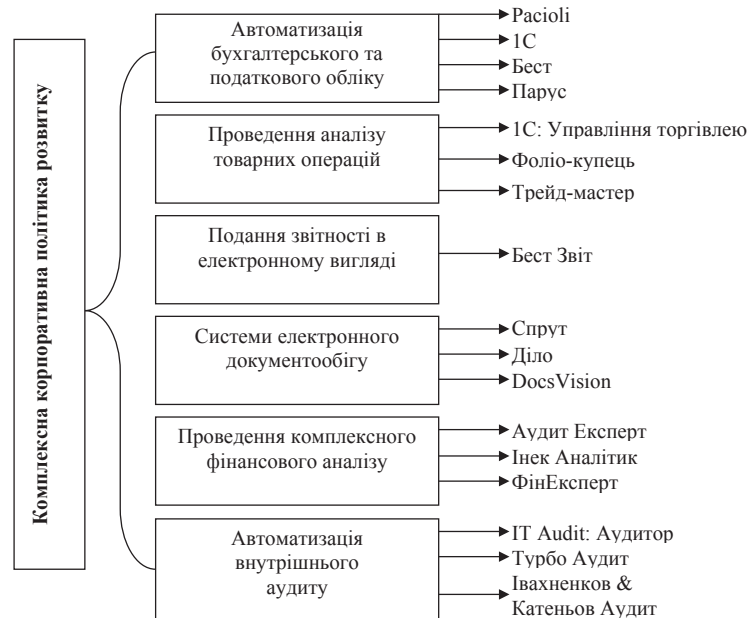 Комплексна корпоративна політика розвитку
Автоматизація
бухгалтерського та
податкового обліку
Pacioli
1С
Бест
Парус
Проведення аналізу
товарних операцій
1С: Управління торгівлею
Фоліо-купець
Трейд-мастер
Подання звітності в
електронному вигляді
Бест Звіт
Системи електронного
документообігу
Спрут
Діло
DocsVision
Проведення комплексного
фінансового аналізу
Аудит Експерт
Інек Аналітик
ФінЕксперт
Автоматизація
внутрішнього
аудиту
IT Audit: Аудитор
Турбо Аудит
Івахненков &
Катеньов Аудит